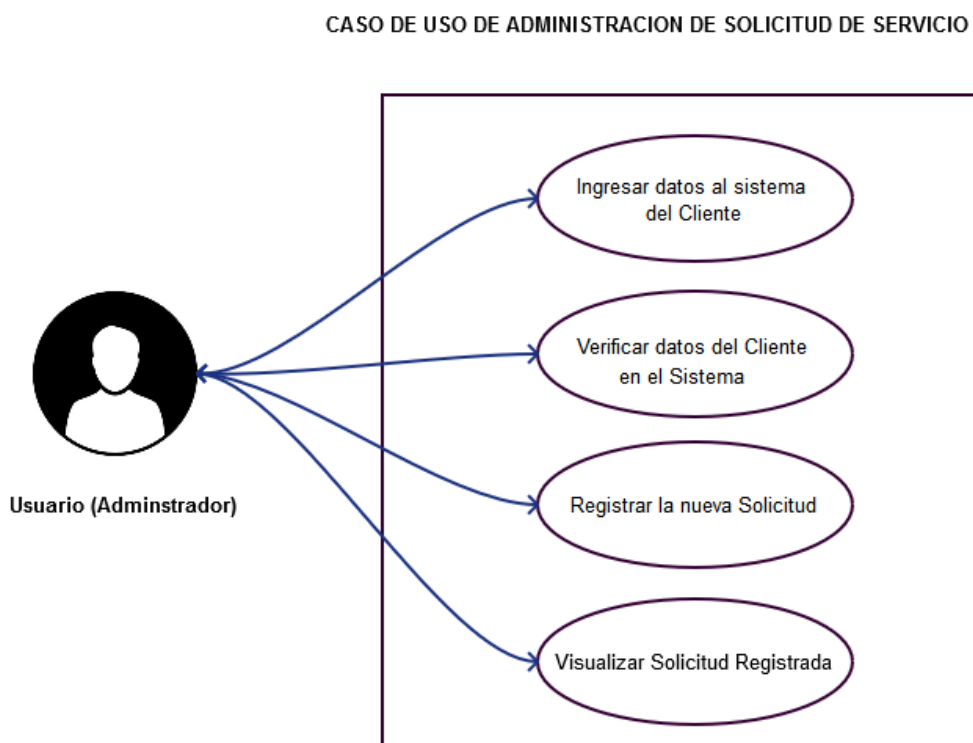 CASO DE USO DE ADMINISTRACION DE SOLICITUD DE SERVICIO
Ingresar datos al sistema
del Cliente
Verificar datos del Cliente
en el Sistema
Usuario (Adminstrador)
Registrar la nueva Solicitud
Visualizar Solicitud Registrada